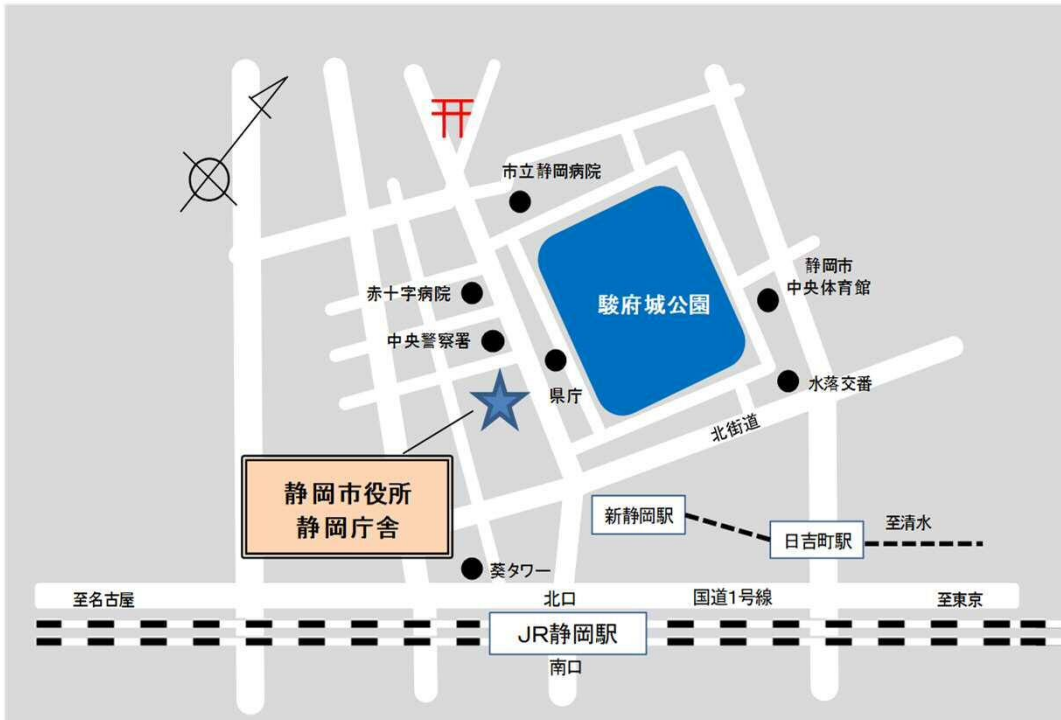 市立静岡病院
静岡市
中央体育館
赤十字病院
駿府城公園
中央警察署
県庁
水落交番
北街道
静岡市役所
静岡庁舎
新静岡駅
至清水
日吉町駅
葵タワー
至名古屋
北口
国道1号線
至東京
JR静岡駅
南口